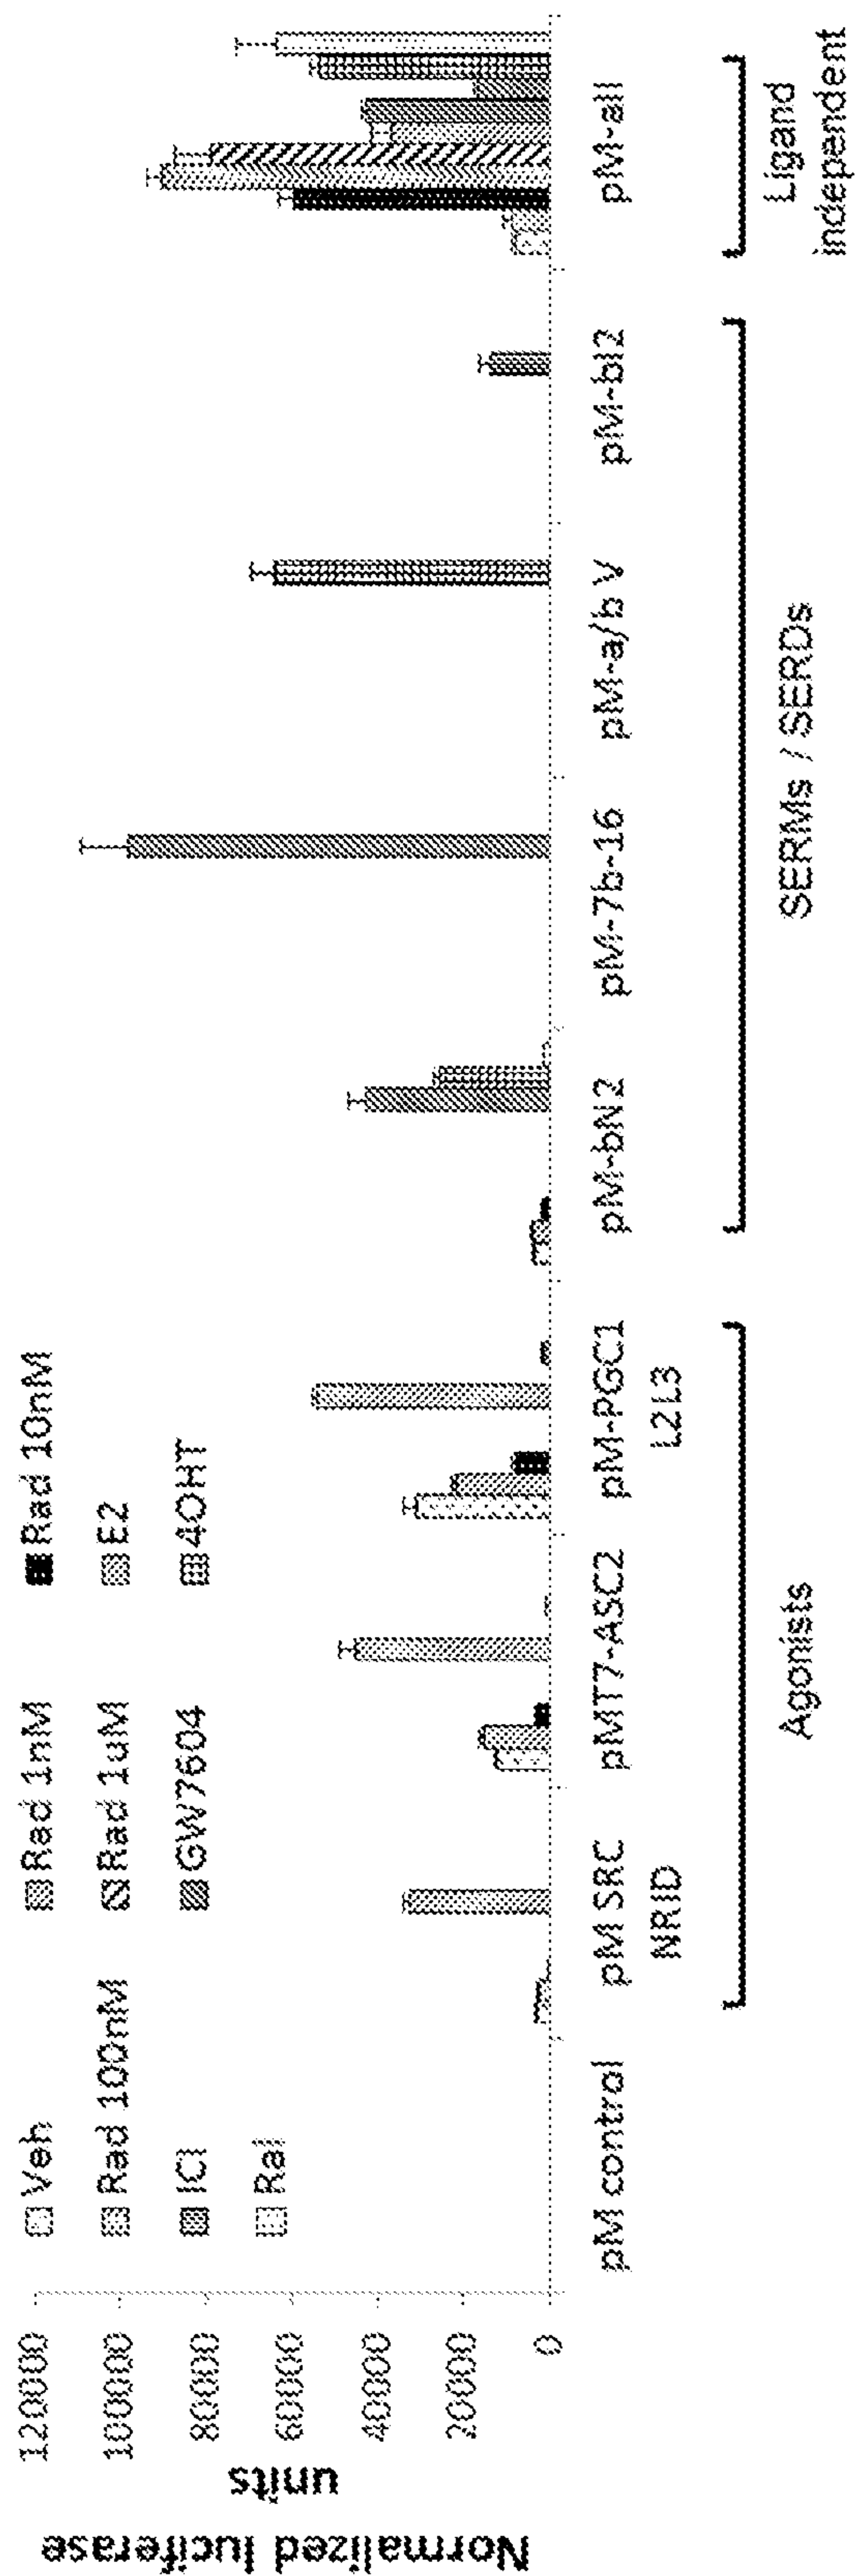 Normalized luciferase
units
120000
100000
80000
60000
40000
20000
0
Veh
Rad 1nM
Rad 10nM
Rad 100nM
Rad 1uM
E2
ICI
GW7604
4OHT
Ral
pM control
pM SRC
NRID
pMT7-ASC2
pM-PGC1
L2L3
pM-bN2
pM-7b-16
pM-a/b V
pM-bI2
pM-aII
Agonists
SERMs / SERDs
Ligand
independent